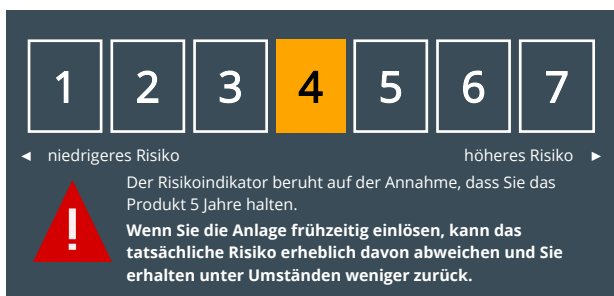 1 2 3 4 5 6 7
◄ niedrigeres Risiko höheres Risiko ►
Der Risikoindikator beruht auf der Annahme, dass Sie das
Produkt 5 Jahre halten.
Wenn Sie die Anlage frühzeitig einlösen, kann das
tatsächliche Risiko erheblich davon abweichen und Sie
erhalten unter Umständen weniger zurück.
!